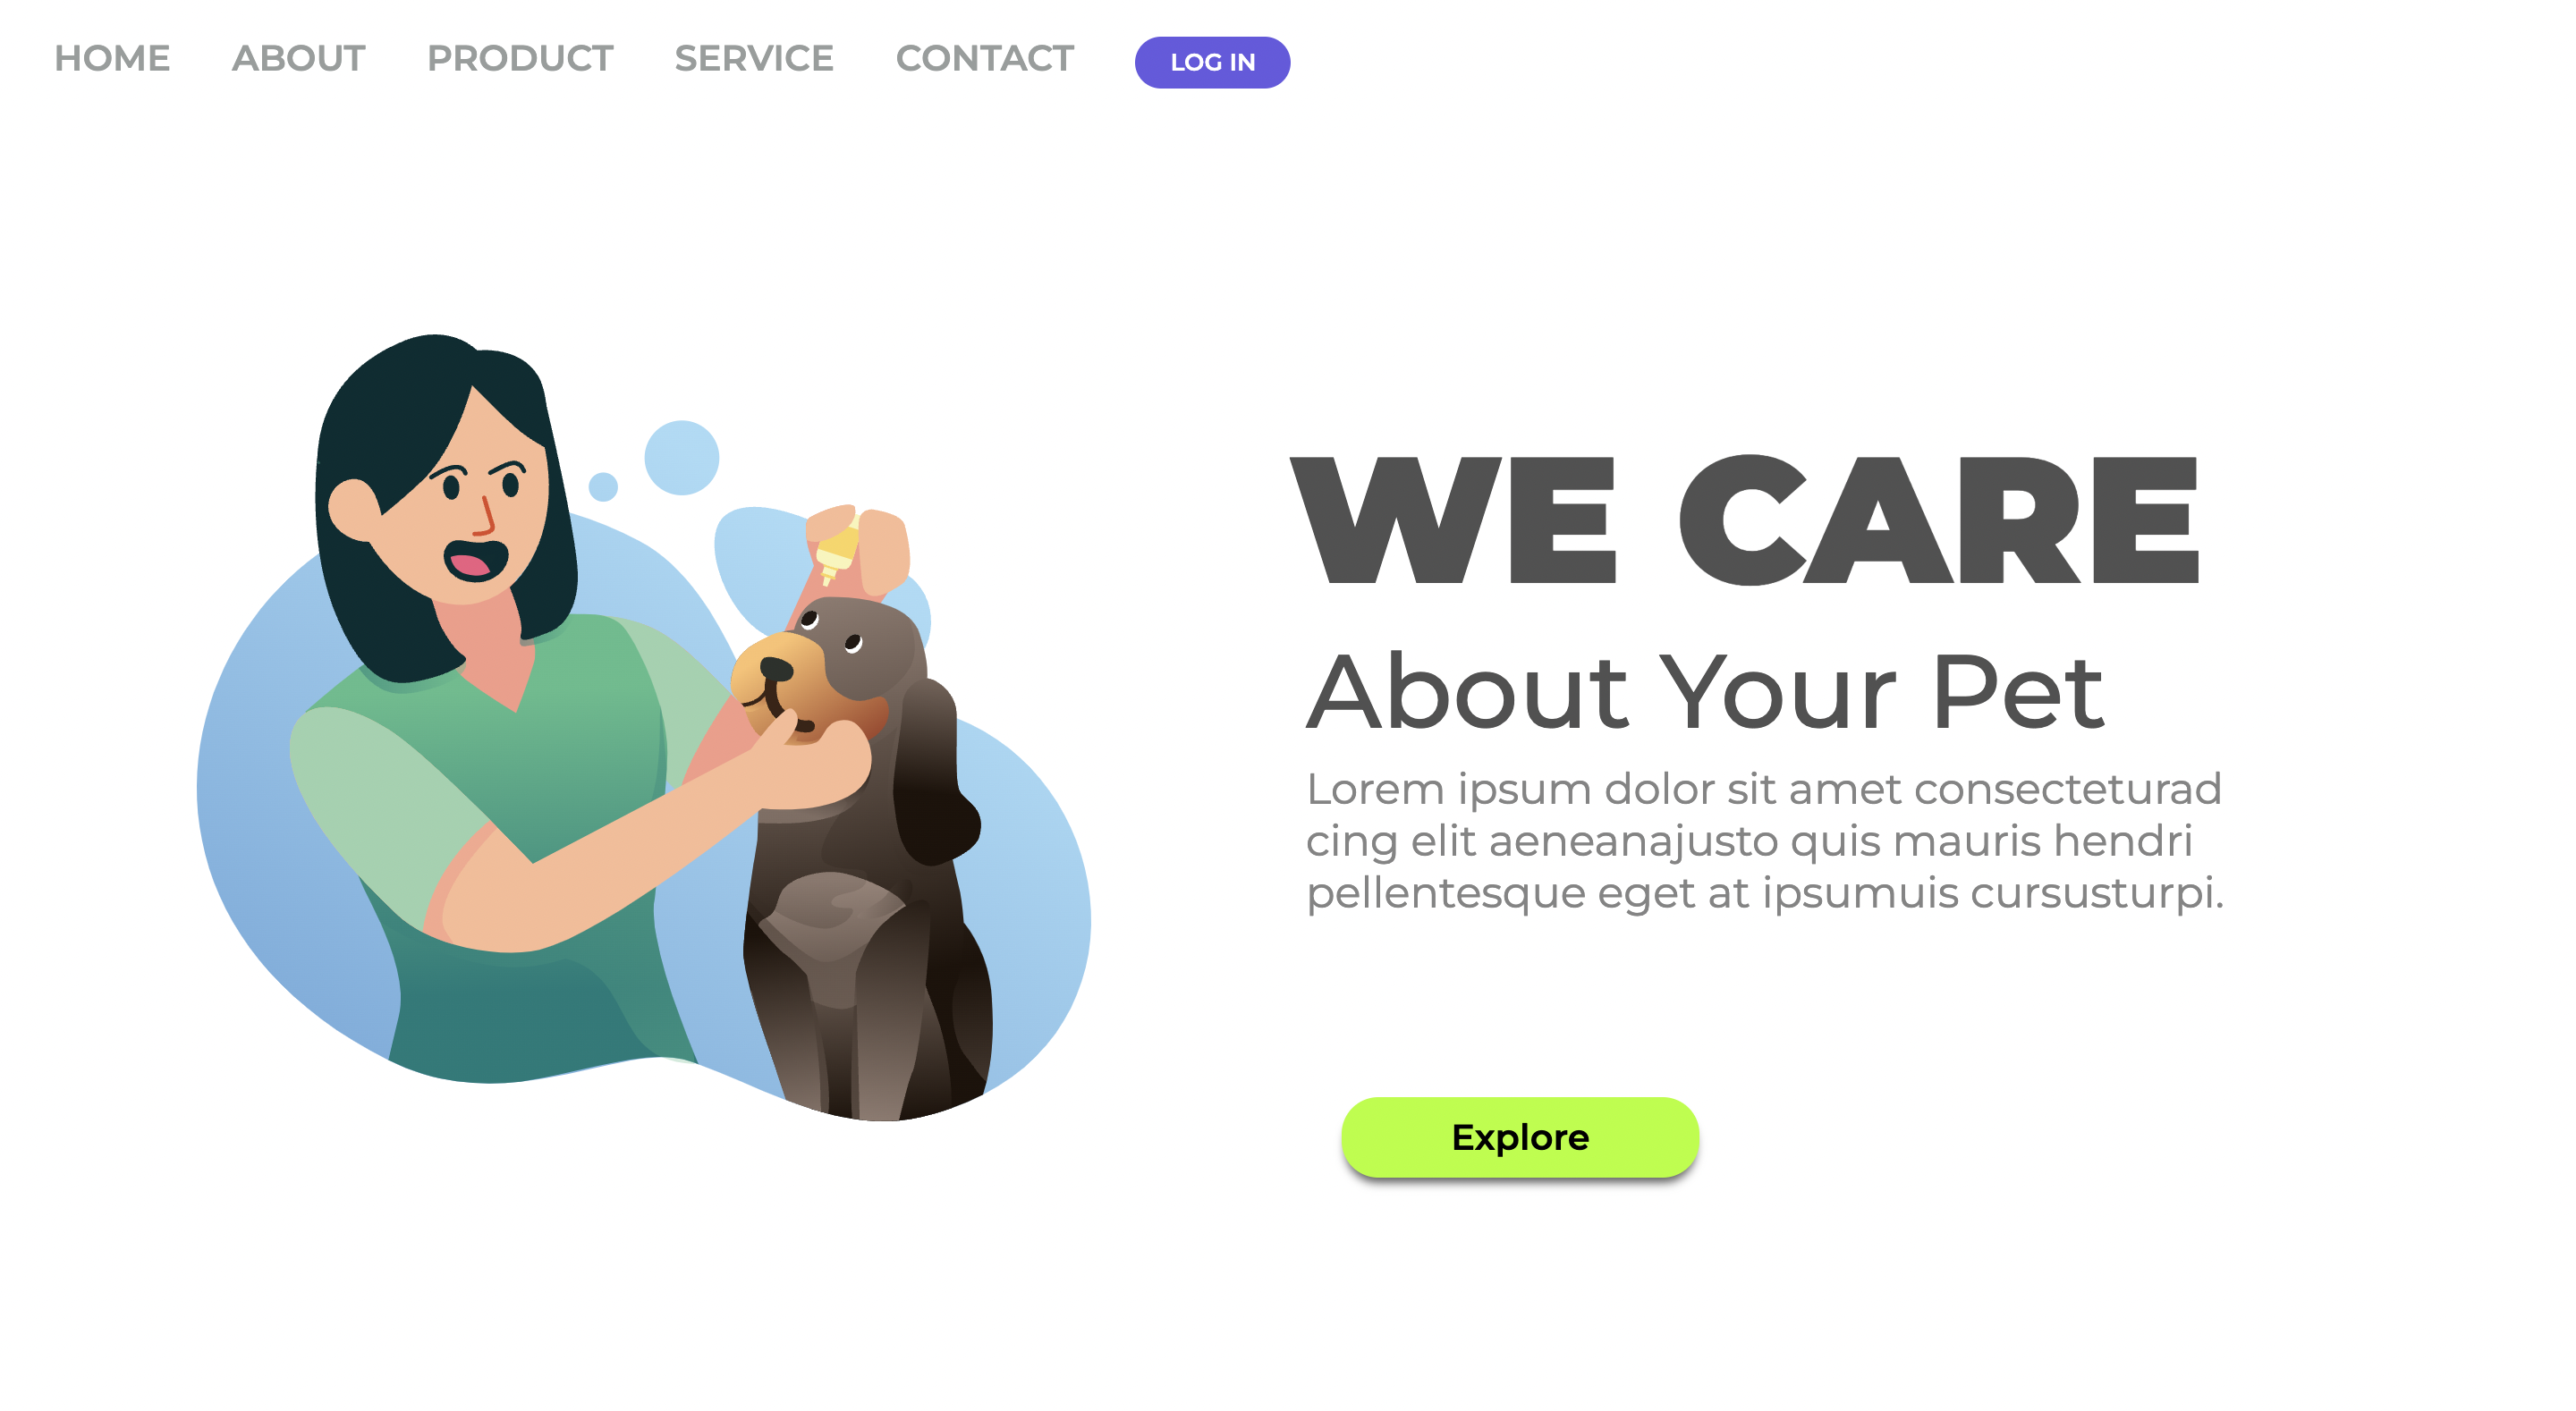 HOME ABOUT PRODUCT SERVICE CONTACT LOG IN
WE CARE
About Your Pet
Lorem ipsum dolor sit amet consecteturad
cing elit aeneanajusto quis mauris hendri
pellentesque eget at ipsumuis cursusturpi.
Explore